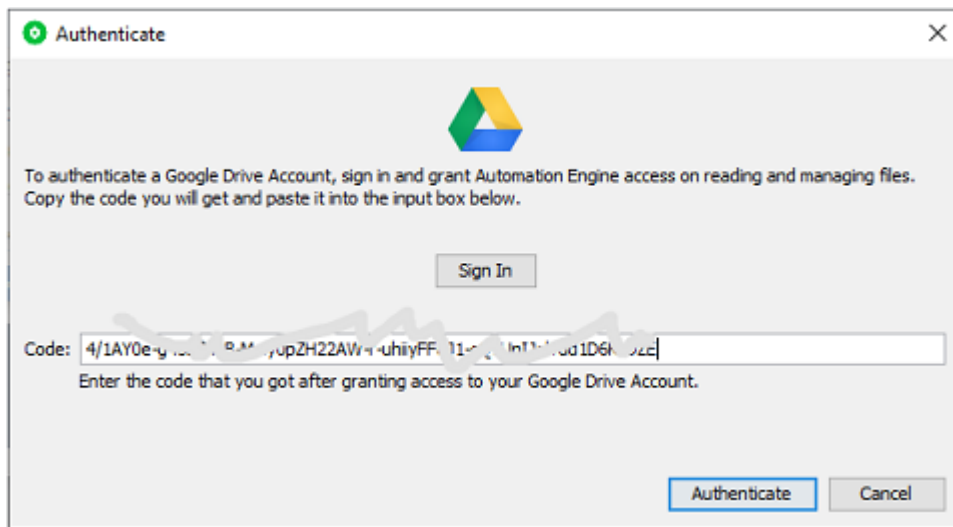 Authenticate
To authenticate a Google Drive Account, sign in and grant Automation Engine access on reading and managing files.
Copy the code you will get and paste it into the input box below.
Sign In
Code:
Enter the code that you got after granting access to your Google Drive Account.
Authenticate Cancel